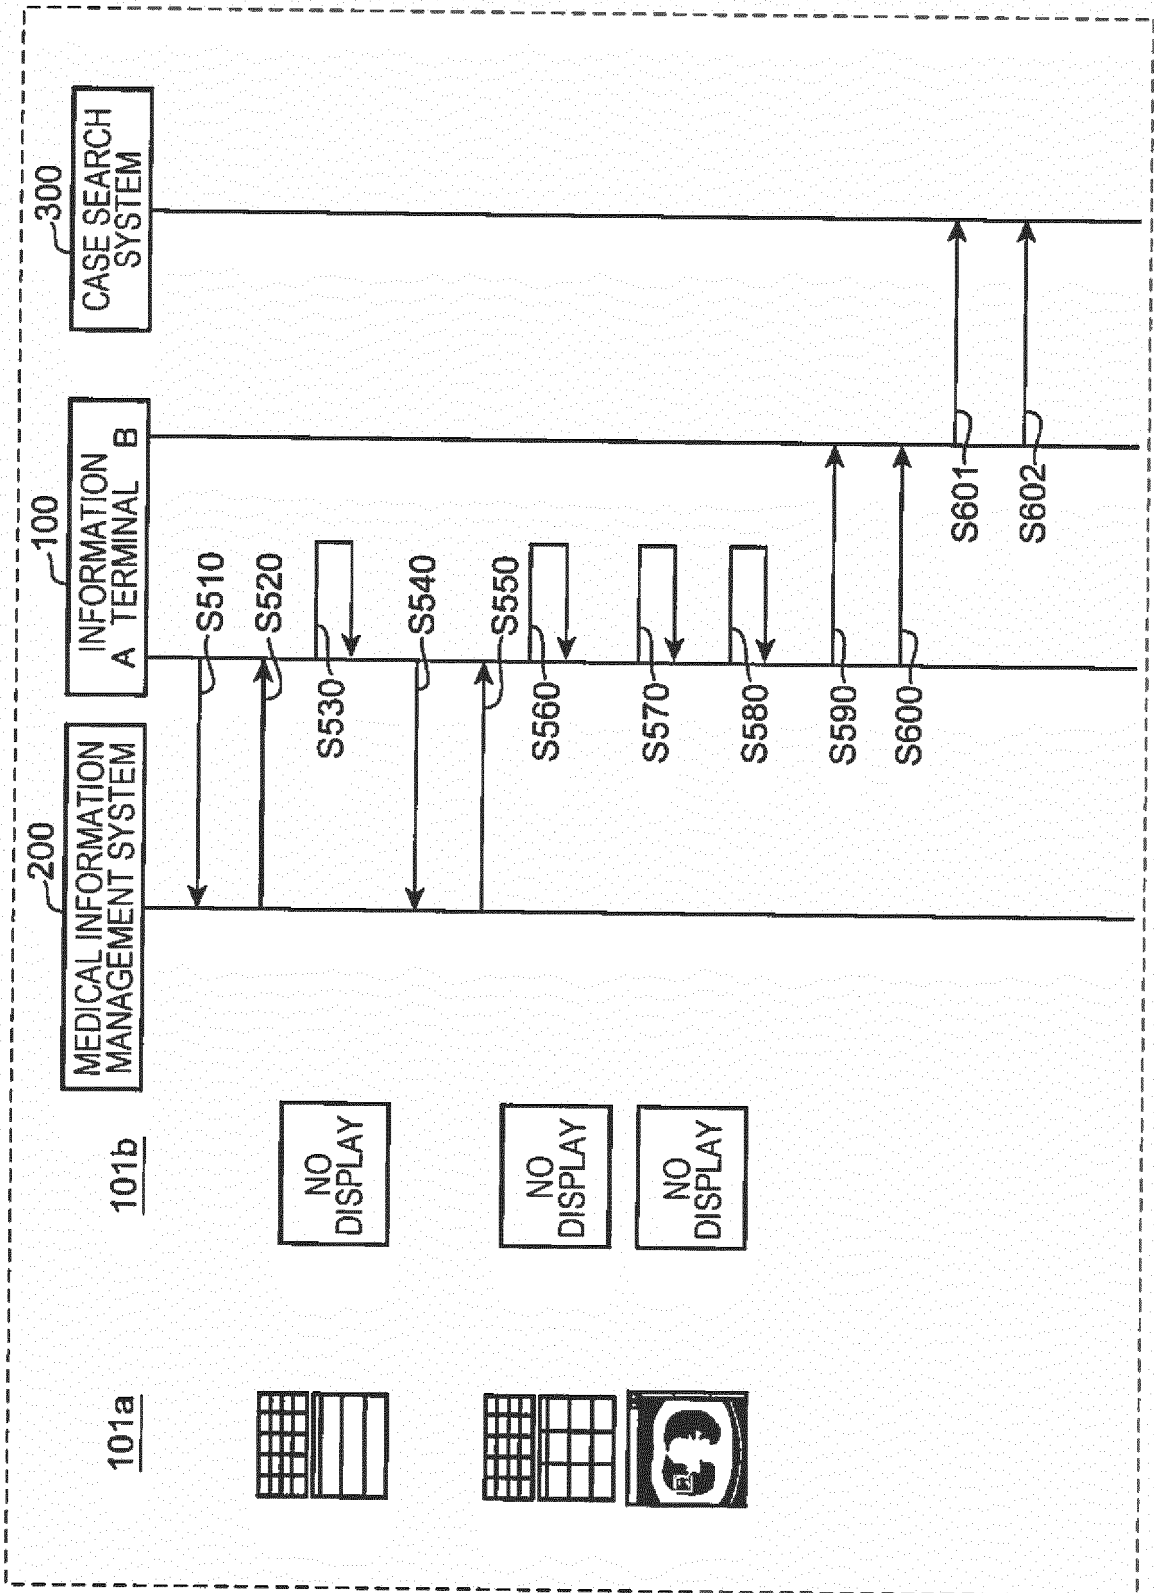 101a
101b
200
MEDICAL INFORMATION
MANAGEMENT SYSTEM
100
INFORMATION
A TERMINAL B
300
CASE SEARCH
SYSTEM
S510
S520
NO
DISPLAY
S530
S540
S550
NO
DISPLAY
S560
NO
DISPLAY
S570
S580
S590
S600
S601
S602